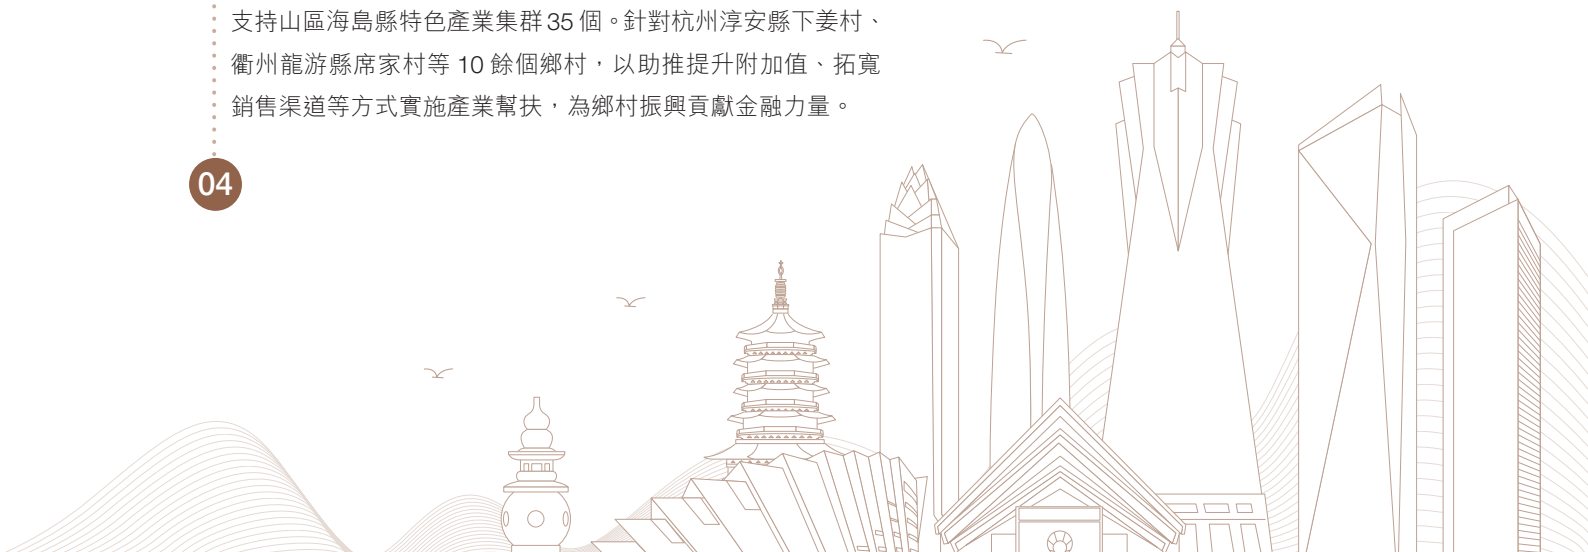 支持山區海島縣特色產業集群35個。針對杭州淳安縣下姜村、
衢州龍游縣席家村等 10 餘個鄉村，以助推提升附加值、拓寬
銷售渠道等方式實施產業幫扶，為鄉村振興貢獻金融力量。
04